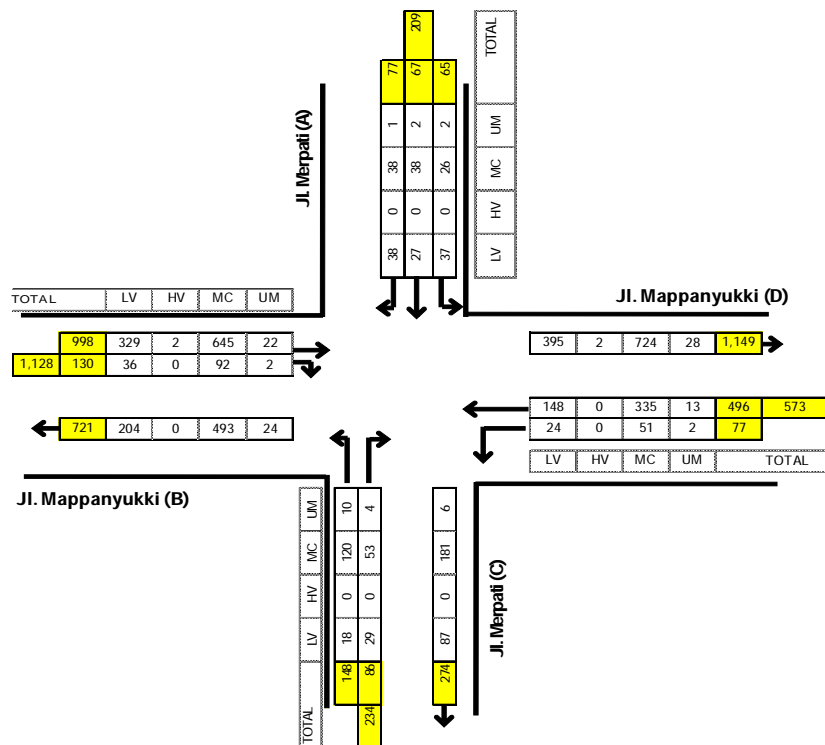 209
77 67 65 TOTAL
1 2 2 UM
38 38 26 MC
0 0 0 HV
38 27 37 LV
Jl. Merpati (A)
TOTAL LV HV MC UM
998 329 2 645 22
1,128 130 36 0 92 2
721 204 0 493 24
Jl. Mappanyukki (B)
Jl. Mappanyukki (D)
395 2 724 28 1,149
148 0 335 13 496 573
24 0 51 2 77
LV HV MC UM TOTAL
UM 10 4 6
MC 120 53 181
HV 0 0 0
LV 18 29 87
TOTAL 148 86 274
234
Jl. Merpati (C)